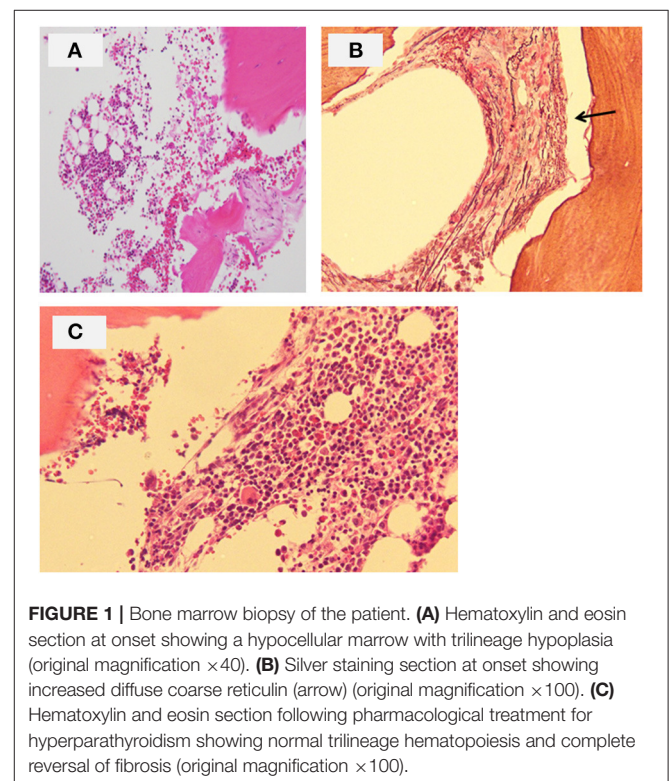 A
B
C
FIGURE 1 | Bone marrow biopsy of the patient. (A) Hematoxylin and eosin
section at onset showing a hypocellular marrow with trilineage hypoplasia
(original magnification ×40). (B) Silver staining section at onset showing
increased diffuse coarse reticulin (arrow) (original magnification ×100). (C)
Hematoxylin and eosin section following pharmacological treatment for
hyperparathyroidism showing normal trilineage hematopoiesis and complete
reversal of fibrosis (original magnification ×100).